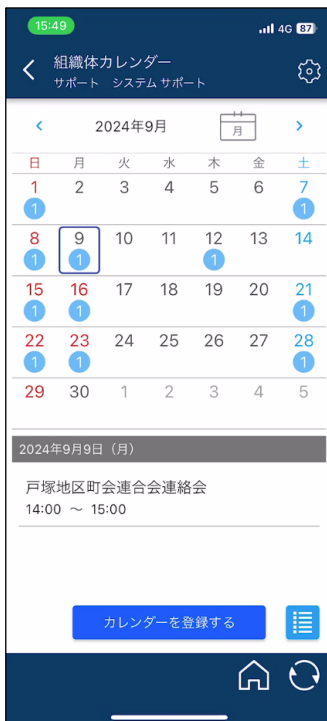 15:49 4G 87
組織体カレンダー
サポート システム サポート
2024年9月 月
日 月 火 水 木 金 土
1 2 3 4 5 6 7
1 1
8 9 10 11 12 13 14
1 1 1
15 16 17 18 19 20 21
1 1 1
22 23 24 25 26 27 28
1 1 1
29 30 1 2 3 4 5
2024年9月9日（月）
戸塚地区町会連合会連絡会
14:00 ～ 15:00
カレンダーを登録する